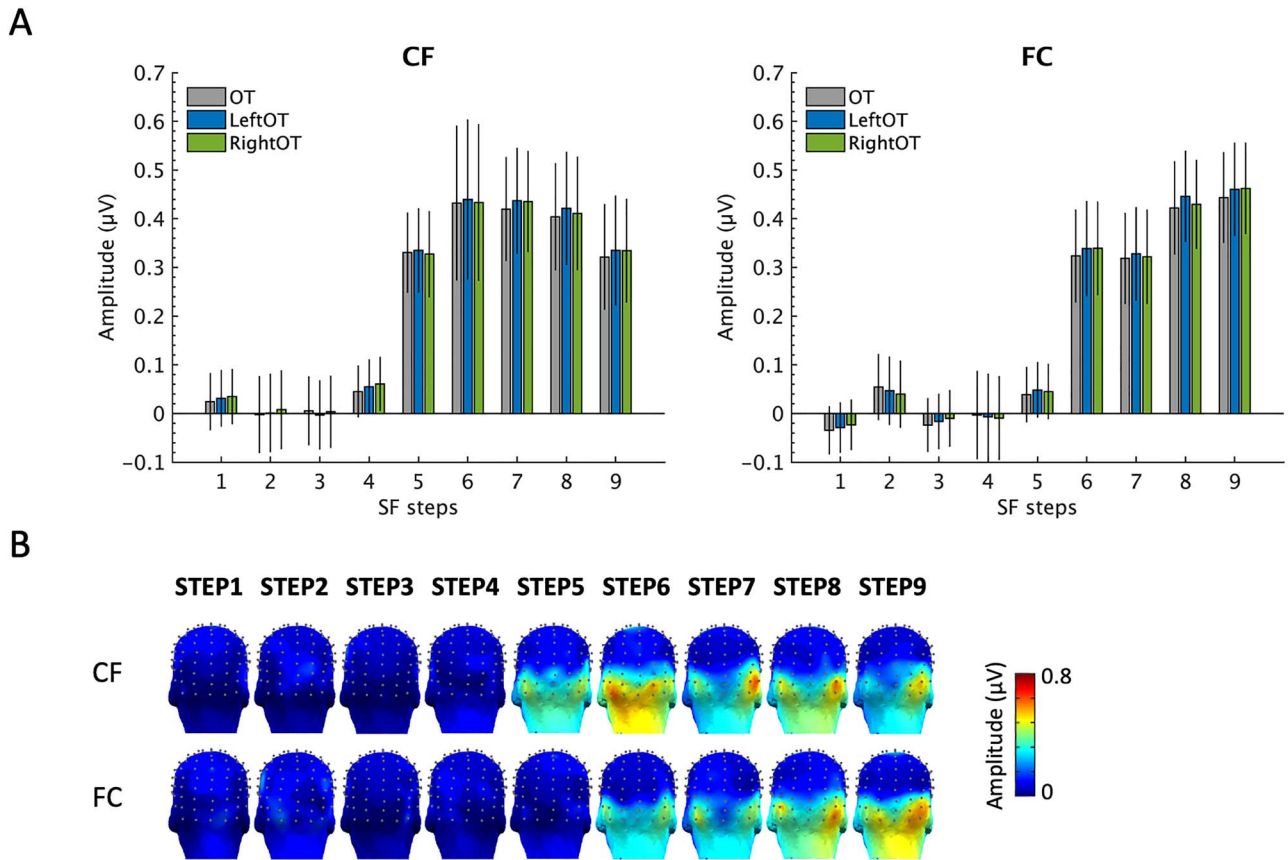 A
CF
0.7
0.6
0.5
0.4
0.3
0.2
0.1
0
−0.1
Amplitude (µV)
OT
LeftOT
RightOT
1 2 3 4 5 6 7 8 9
SF steps
FC
0.7
0.6
0.5
0.4
0.3
0.2
0.1
0
−0.1
Amplitude (µV)
OT
LeftOT
RightOT
1 2 3 4 5 6 7 8 9
SF steps
B
STEP1 STEP2 STEP3 STEP4 STEP5 STEP6 STEP7 STEP8 STEP9
CF
FC
Amplitude (µV)
0.8
0